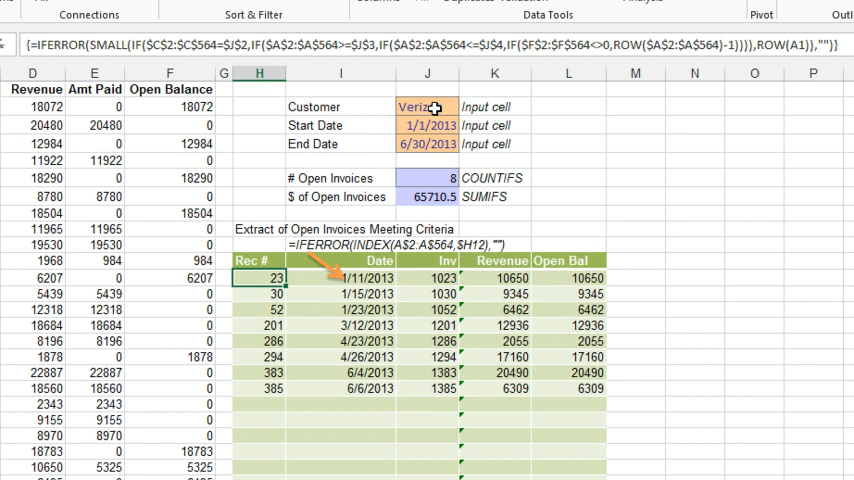 Connections Sort & Filter Data Tools Pivot Outl
{=IFERROR(SMALL(IF($C$2:$C$564=$J$2,IF($A$2:$A$564>=$J$3,IF($A$2:$A$564<=$J$4,IF($F$2:$F$564<>0,ROW($A$2:$A$564)-1)))),ROW(A1)),"")}
D E F G H I J K L M N O P
Revenue Amt Paid Open Balance
18072 0 18072 Customer Veriz Input cell
20480 20480 0 Start Date 1/1/2013 Input cell
12984 0 12984 End Date 6/30/2013 Input cell
11922 11922 0
18290 0 18290 # Open Invoices 8 COUNTIFS
8780 8780 0 $ of Open Invoices 65710.5 SUMIFS
18504 0 18504
11965 11965 0 Extract of Open Invoices Meeting Criteria
19530 19530 0 =IFERROR(INDEX(A$2:A$564,$H12),"")
1968 984 984 Rec # Date Inv Revenue Open Bal
6207 0 6207 23 1/11/2013 1023 10650 10650
5439 5439 0 30 1/15/2013 1030 9345 9345
12318 12318 0 52 1/23/2013 1052 6462 6462
18684 18684 0 201 3/12/2013 1201 12936 12936
8196 8196 0 286 4/23/2013 1286 2055 2055
1878 0 1878 294 4/26/2013 1294 17160 17160
22887 22887 0 383 6/4/2013 1383 20490 20490
18560 18560 0 385 6/6/2013 1385 6309 6309
2343 2343 0
9155 9155 0
8970 8970 0
18783 0 18783
10650 5325 5325